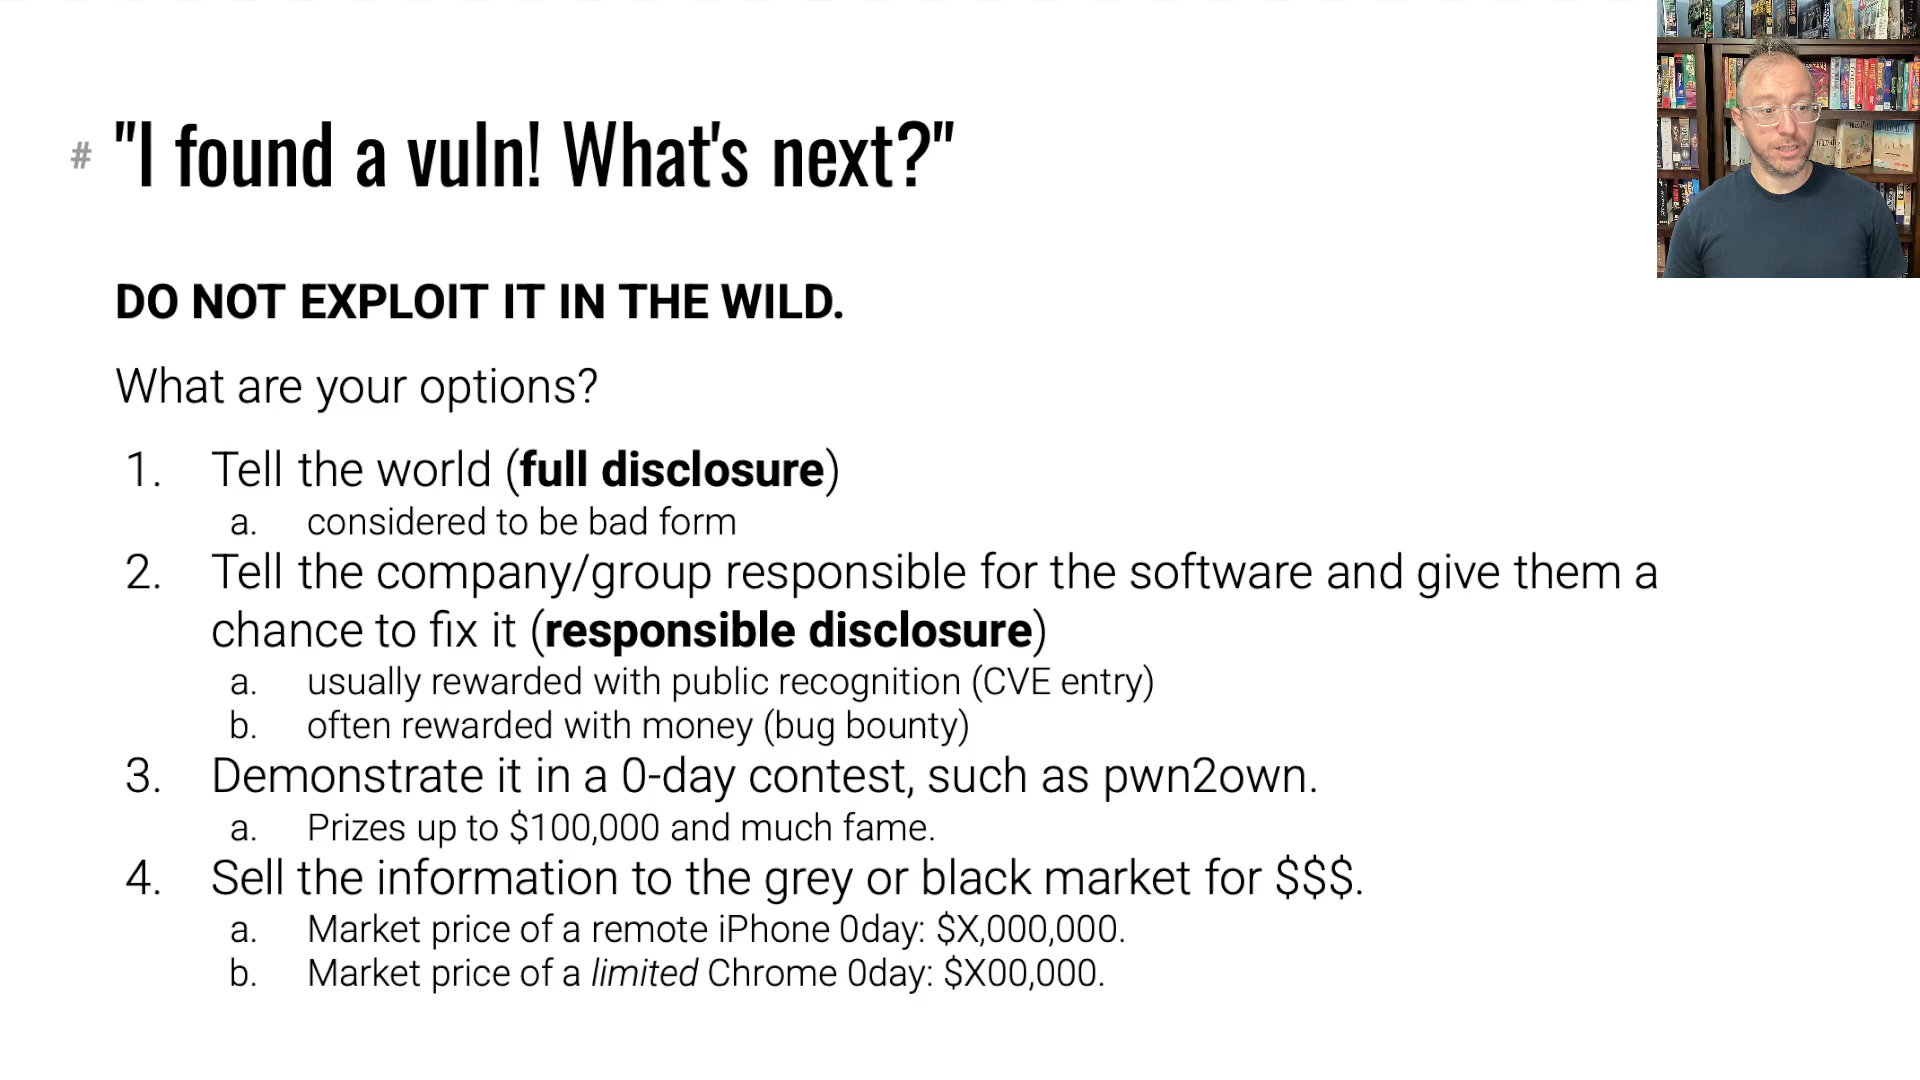 # "I found a vuln! What's next?"
DO NOT EXPLOIT IT IN THE WILD.
What are your options?
1. Tell the world (full disclosure)
a. considered to be bad form
2. Tell the company/group responsible for the software and give them a
chance to fix it (responsible disclosure)
a. usually rewarded with public recognition (CVE entry)
b. often rewarded with money (bug bounty)
3. Demonstrate it in a 0-day contest, such as pwn2own.
a. Prizes up to $100,000 and much fame.
4. Sell the information to the grey or black market for $$$.
a. Market price of a remote iPhone 0day: $X,000,000.
b. Market price of a limited Chrome 0day: $X00,000.